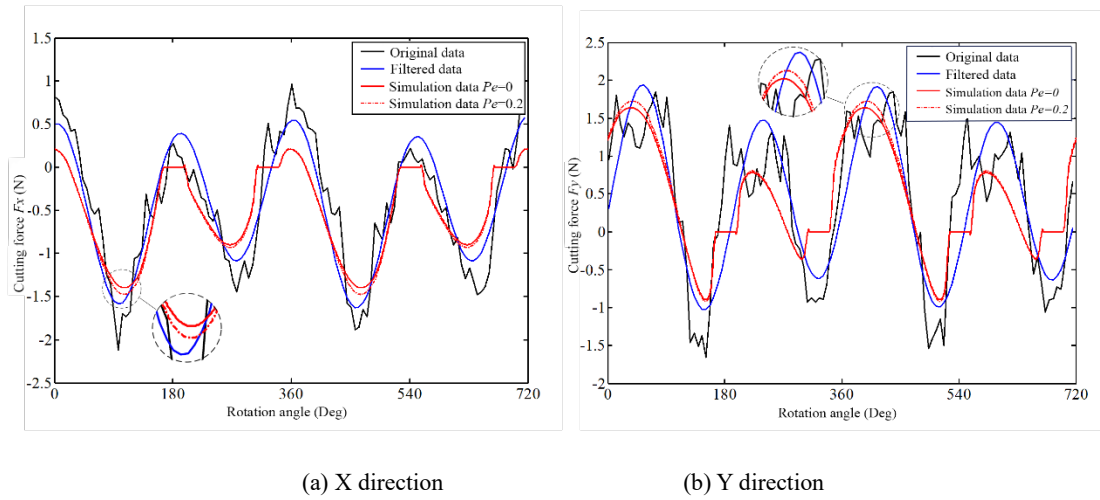 1.5
1
0.5
0
-0.5
-1
-1.5
-2
-2.5
Cutting force Fx (N)
0
180
360
540
720
Rotation angle (Deg)
Original data
Filtered data
Simulation data Pe=0
Simulation data Pe=0.2
2.5
2
1.5
1
0.5
0
-0.5
-1
-1.5
-2
Cutting force Fy (N)
0
180
360
540
720
Rotation angle (Deg)
Original data
Filtered data
Simulation data Pe=0
Simulation data Pe=0.2
(a) X direction
(b) Y direction